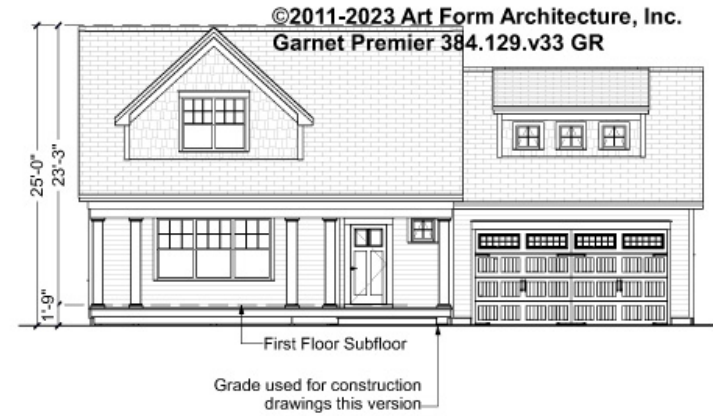 ©2011-2023 Art Form Architecture, Inc.
Garnet Premier 384.129.v33 GR
25'-0"
23'-3"
1'-9"
First Floor Subfloor
Grade used for construction
drawings this version